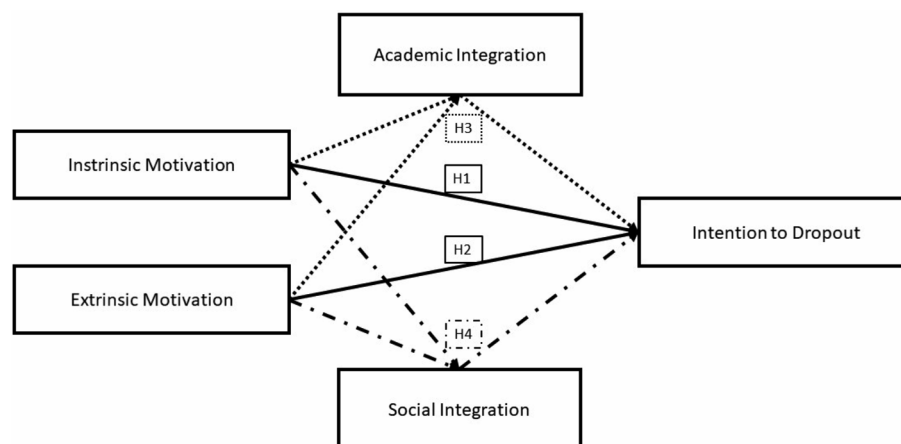 Academic Integration
H3
Instrinsic Motivation
H1
Intention to Dropout
H2
Extrinsic Motivation
H4
Social Integration